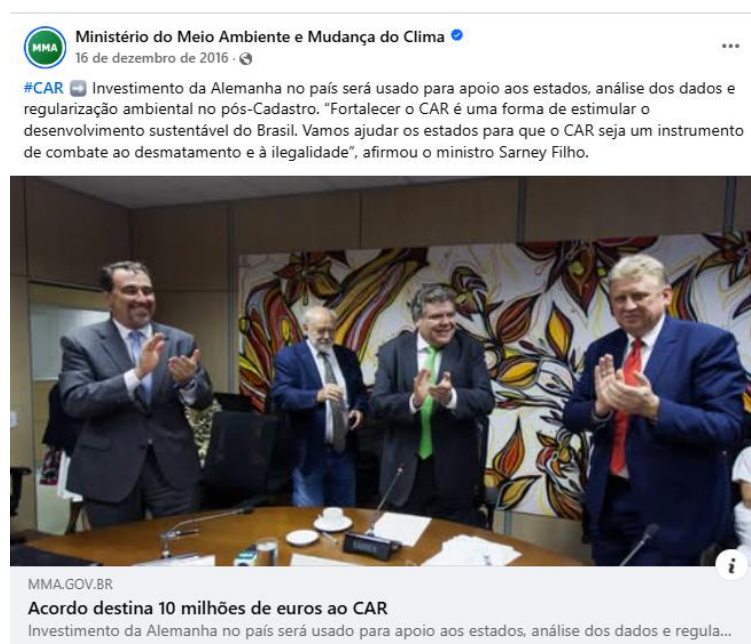 MMA
Ministério do Meio Ambiente e Mudança do Clima
16 de dezembro de 2016 ·
#CAR ➡ Investimento da Alemanha no país será usado para apoio aos estados, análise dos dados e
regularização ambiental no pós-Cadastro. “Fortalecer o CAR é uma forma de estimular o
desenvolvimento sustentável do Brasil. Vamos ajudar os estados para que o CAR seja um instrumento
de combate ao desmatamento e à ilegalidade”, afirmou o ministro Sarney Filho.
MMA.GOV.BR
Acordo destina 10 milhões de euros ao CAR
Investimento da Alemanha no país será usado para apoio aos estados, análise dos dados e regula...